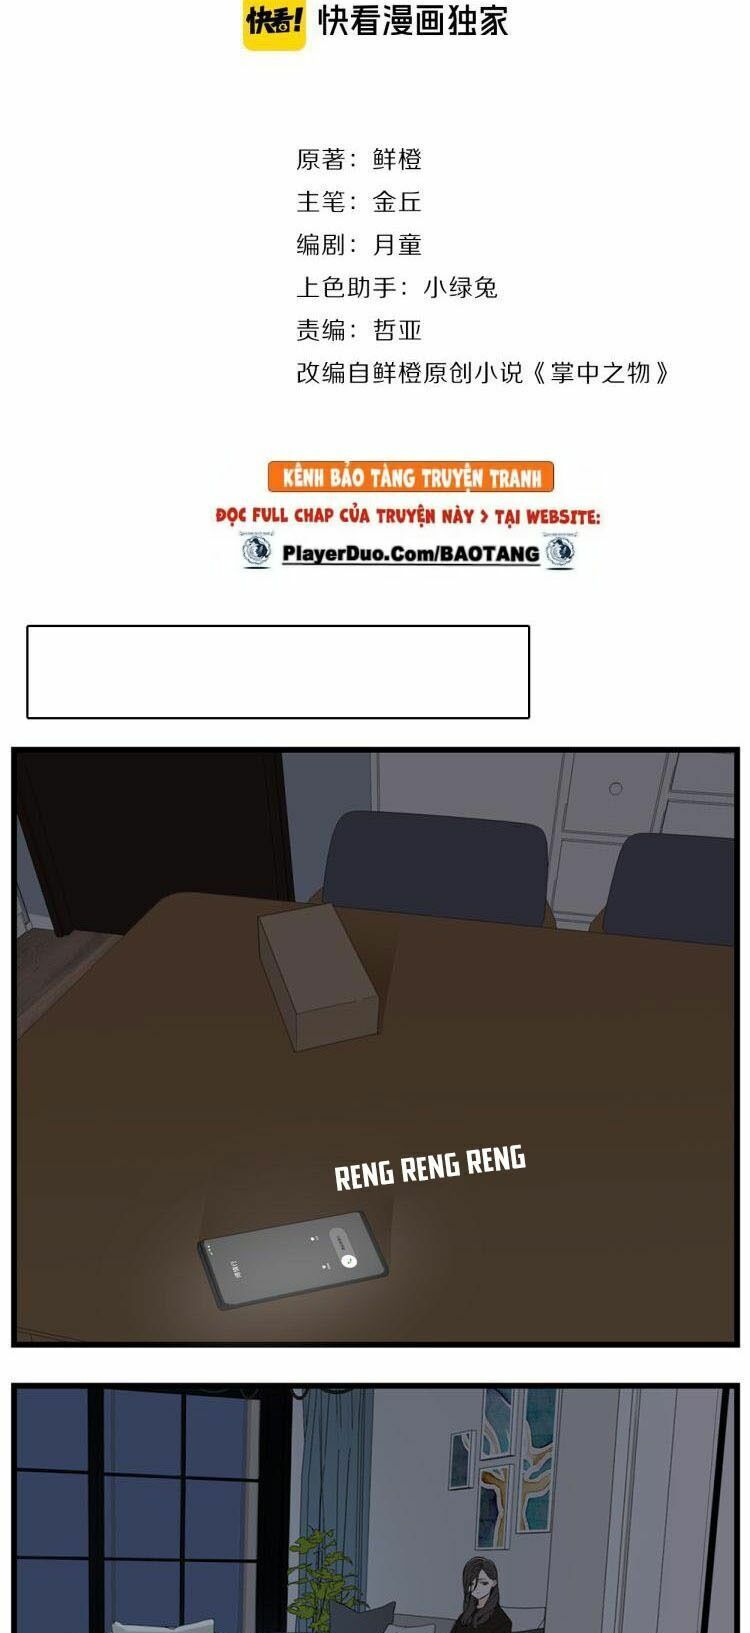 快看! 快看漫画独家
原著：鲜橙
主笔：金丘
编剧：月童
上色助手：小绿兔
责编：哲亚
改编自鲜橙原创小说《掌中之物》
KÊNH BẢO TÀNG TRUYỆN TRANH
ĐỌC FULL CHAP CỦA TRUYỆN NÀY > TẠI WEBSITE:
PlayerDuo.Com/BAOTANG
RENG RENG RENG